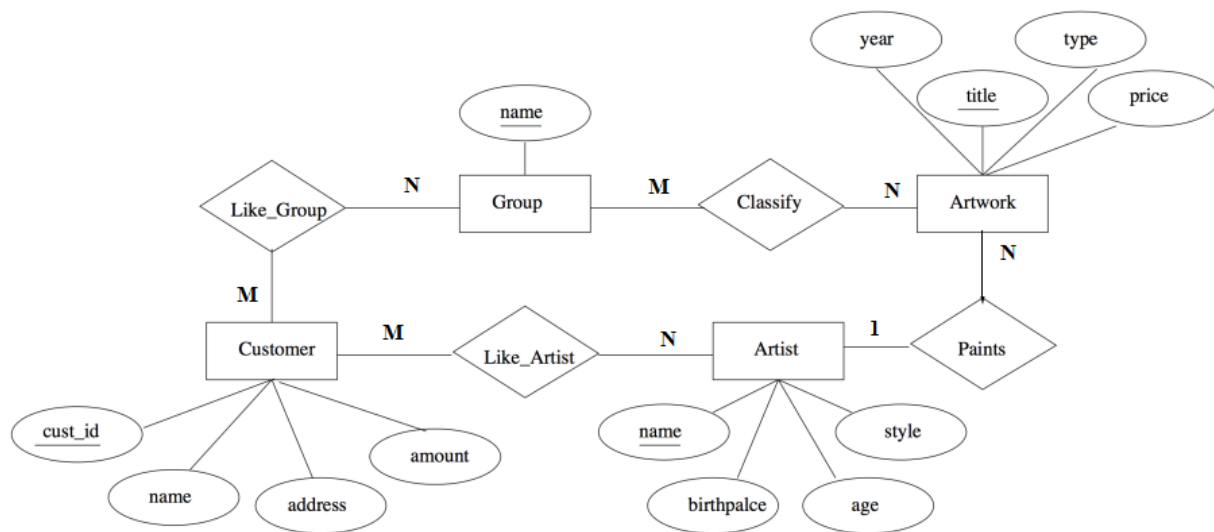 year
type
title
price
name
N
M
N
Like_Group
Group
Classify
Artwork
N
M
M
N
1
Customer
Like_Artist
Artist
Paints
cust_id
name
style
amount
name
address
birthpalce
age